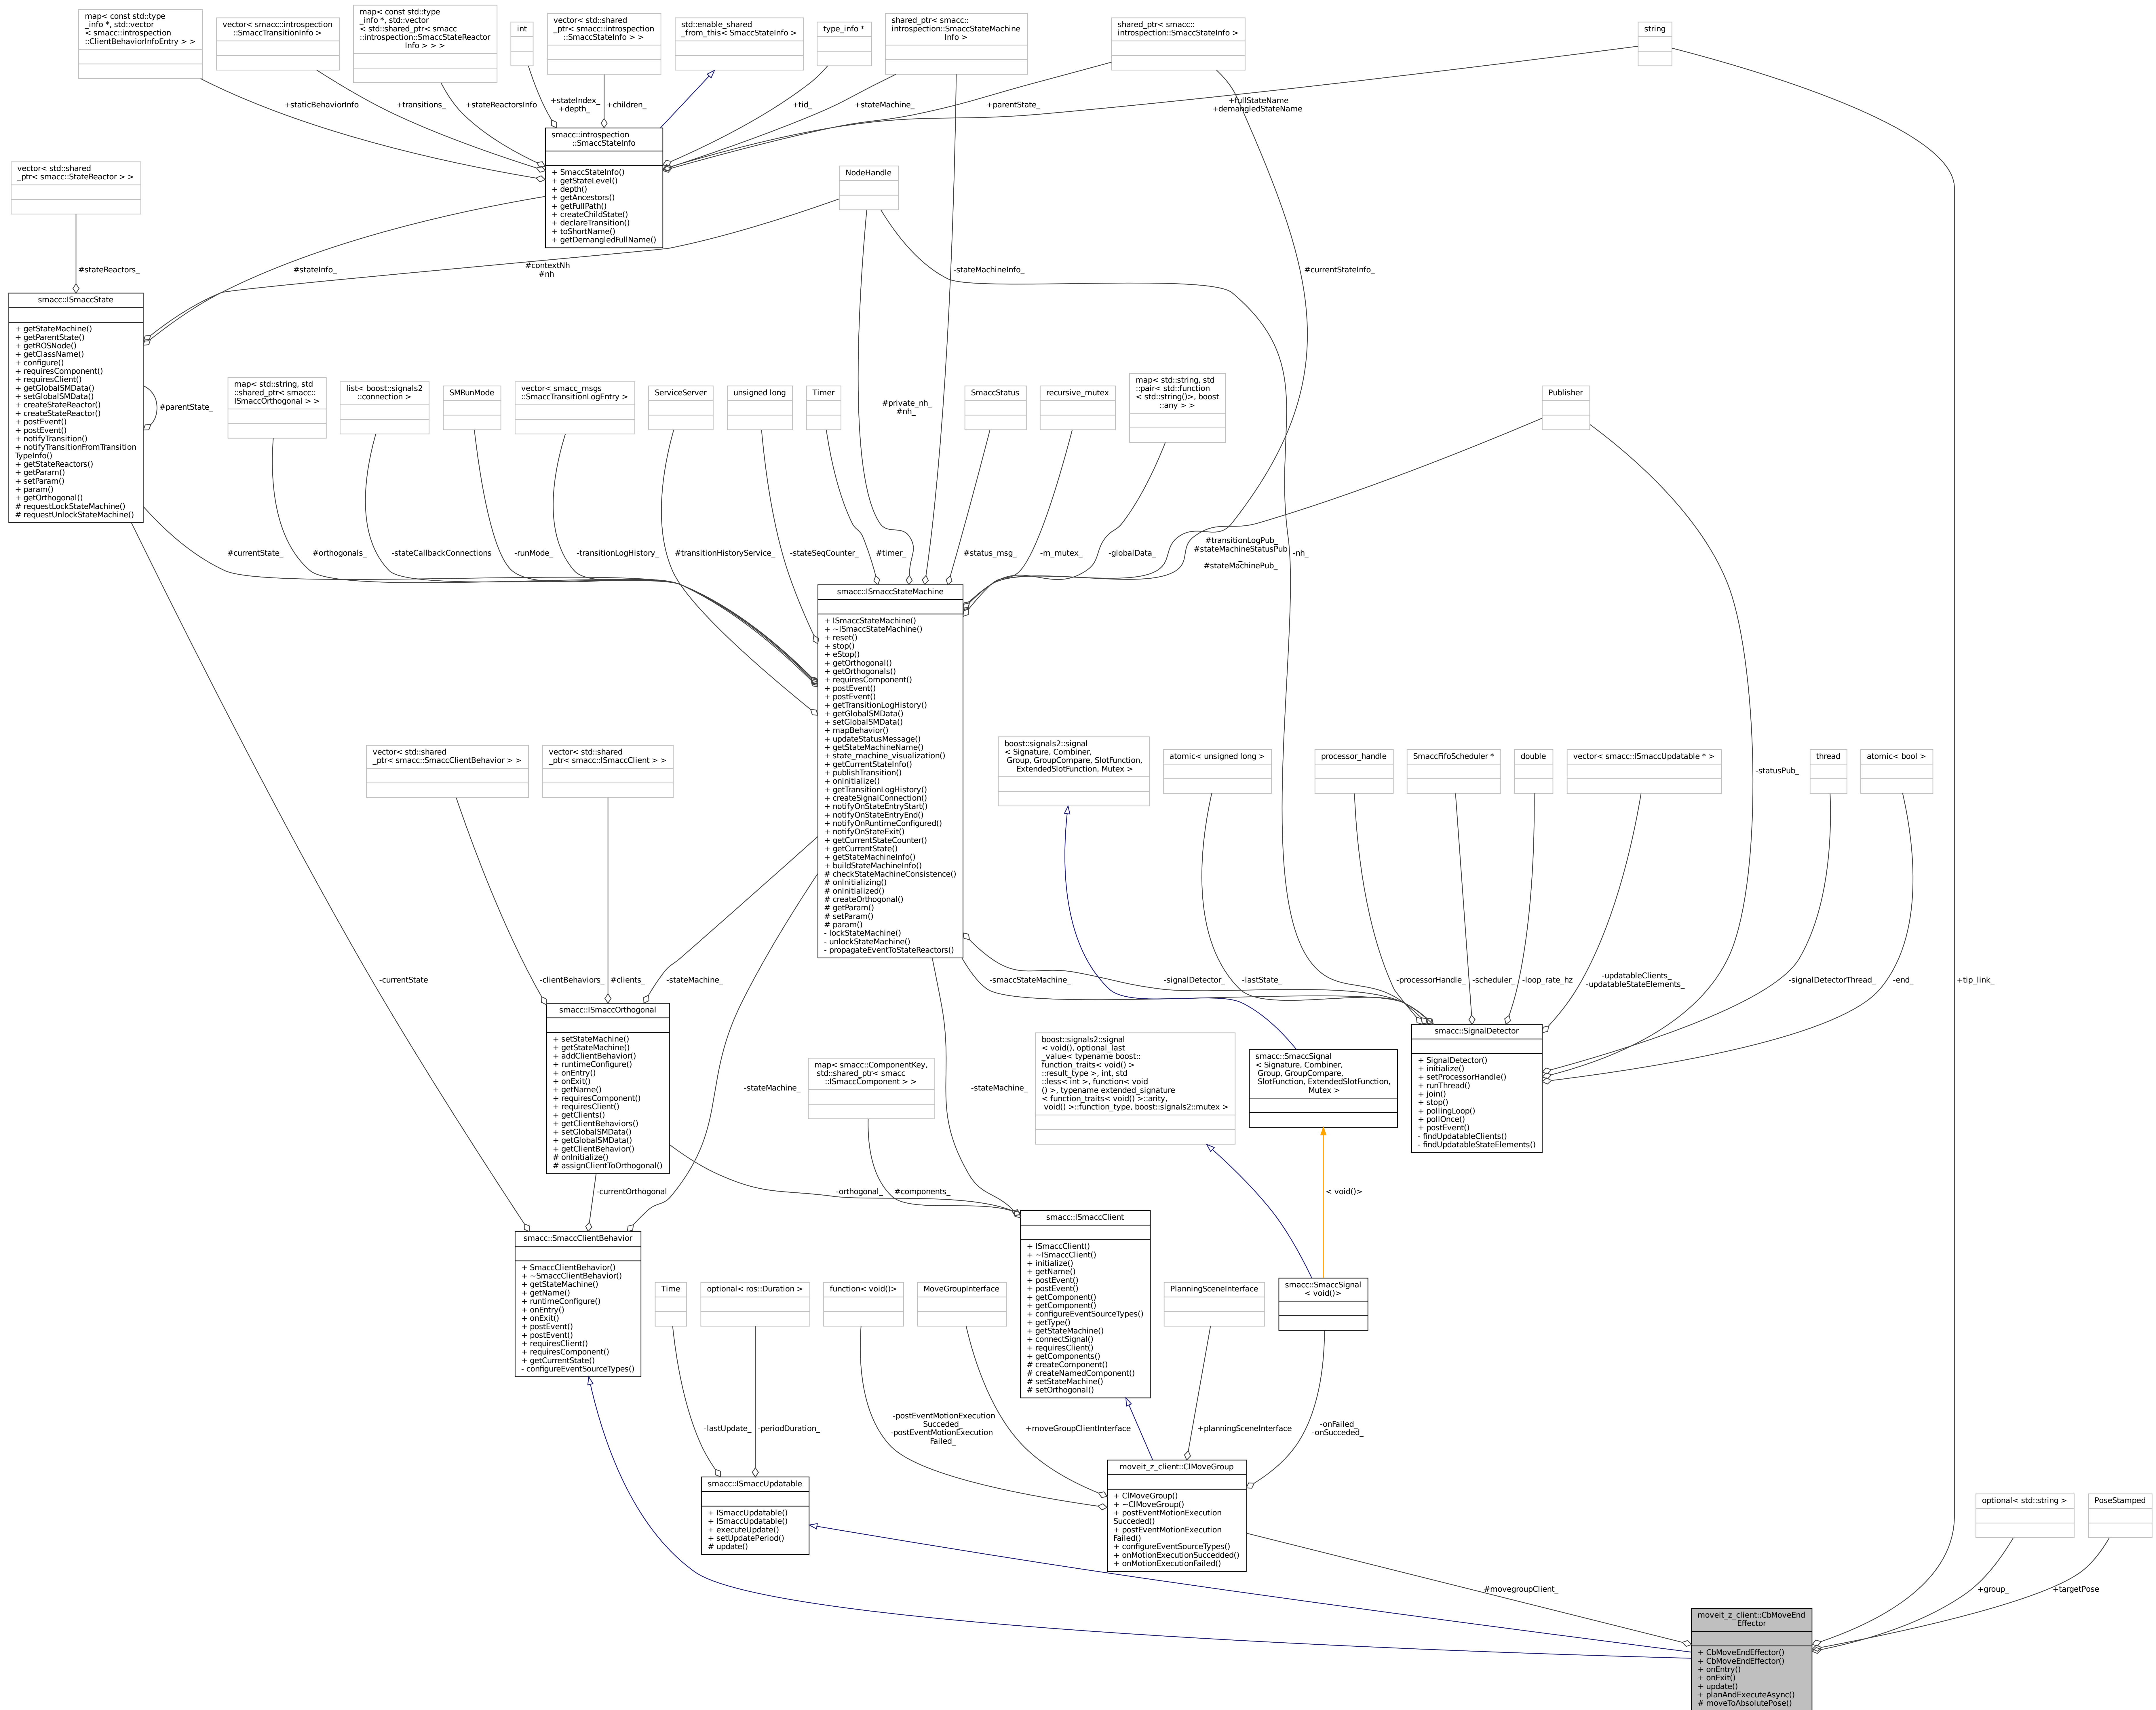 map< const std::type
_info *, std::vector
< smacc::introspection
::ClientBehaviorInfoEntry > >
vector< smacc::introspection
::SmaccTransitionInfo >
map< const std::type
_info *, std::vector
< std::shared_ptr< smacc
::introspection::SmaccStateReactor
Info > > >
int
vector< std::shared
_ptr< smacc::introspection
::SmaccStateInfo > >
std::enable_shared
_from_this< SmaccStateInfo >
type_info *
shared_ptr< smacc::
introspection::SmaccStateMachine
Info >
shared_ptr< smacc::
introspection::SmaccStateInfo >
string
+staticBehaviorInfo
+transitions_
+stateReactorsInfo
+stateIndex_
+depth_
+children_
+tid_
+stateMachine_
+parentState_
+fullStateName
+demangledStateName
smacc::introspection
::SmaccStateInfo
+ SmaccStateInfo()
+ getStateLevel()
+ depth()
+ getAncestors()
+ getFullPath()
+ createChildState()
+ declareTransition()
+ toShortName()
+ getDemangledFullName()
vector< std::shared
_ptr< smacc::StateReactor > >
NodeHandle
#stateReactors_
#stateInfo_
#contextNh
#nh
-stateMachineInfo_
#currentStateInfo_
smacc::ISmaccState
+ getStateMachine()
+ getParentState()
+ getROSNode()
+ getClassName()
+ configure()
+ requiresComponent()
+ requiresClient()
+ getGlobalSMData()
+ setGlobalSMData()
+ createStateReactor()
+ createStateReactor()
+ postEvent()
+ postEvent()
+ notifyTransition()
+ notifyTransitionFromTransition
TypeInfo()
+ getStateReactors()
+ getParam()
+ setParam()
+ param()
+ getOrthogonal()
# requestLockStateMachine()
# requestUnlockStateMachine()
#parentState_
map< std::string, std
::shared_ptr< smacc::
ISmaccOrthogonal > >
list< boost::signals2
::connection >
SMRunMode
vector< smacc_msgs
::SmaccTransitionLogEntry >
ServiceServer
unsigned long
Timer
#private_nh_
#nh_
SmaccStatus
recursive_mutex
map< std::string, std
::pair< std::function
< std::string()>, boost
::any > >
Publisher
#currentState_
#orthogonals_
-stateCallbackConnections
-runMode_
-transitionLogHistory_
#transitionHistoryService_
-stateSeqCounter_
#timer_
#status_msg_
-m_mutex_
-globalData_
#transitionLogPub_
#stateMachineStatusPub
_
#stateMachinePub_
-nh_
smacc::ISmaccStateMachine
+ ISmaccStateMachine()
+ ~ISmaccStateMachine()
+ reset()
+ stop()
+ eStop()
+ getOrthogonal()
+ getOrthogonals()
+ requiresComponent()
+ postEvent()
+ postEvent()
+ getTransitionLogHistory()
+ getGlobalSMData()
+ setGlobalSMData()
+ mapBehavior()
+ updateStatusMessage()
+ getStateMachineName()
+ state_machine_visualization()
+ getCurrentStateInfo()
+ publishTransition()
+ onInitialize()
+ getTransitionLogHistory()
+ createSignalConnection()
+ notifyOnStateEntryStart()
+ notifyOnStateEntryEnd()
+ notifyOnRuntimeConfigured()
+ notifyOnStateExit()
+ getCurrentStateCounter()
+ getCurrentState()
+ getStateMachineInfo()
+ buildStateMachineInfo()
# checkStateMachineConsistence()
# onInitializing()
# onInitialized()
# createOrthogonal()
# getParam()
# setParam()
# param()
- lockStateMachine()
- unlockStateMachine()
- propagateEventToStateReactors()
vector< std::shared
_ptr< smacc::SmaccClientBehavior > >
vector< std::shared
_ptr< smacc::ISmaccClient > >
boost::signals2::signal
< Signature, Combiner,
Group, GroupCompare, SlotFunction,
ExtendedSlotFunction, Mutex >
atomic< unsigned long >
processor_handle
SmaccFifoScheduler *
double
vector< smacc::ISmaccUpdatable * >
thread
atomic< bool >
-statusPub_
-currentState
-clientBehaviors_
#clients_
-stateMachine_
-smaccStateMachine_
-signalDetector_
-lastState_
-processorHandle_
-scheduler_
-loop_rate_hz
-updatableClients_
-updatableStateElements_
-signalDetectorThread_
-end_
+tip_link_
smacc::ISmaccOrthogonal
+ setStateMachine()
+ getStateMachine()
+ addClientBehavior()
+ runtimeConfigure()
+ onEntry()
+ onExit()
+ getName()
+ requiresComponent()
+ requiresClient()
+ getClients()
+ getClientBehaviors()
+ setGlobalSMData()
+ getGlobalSMData()
+ getClientBehavior()
# onInitialize()
# assignClientToOrthogonal()
smacc::SignalDetector
+ SignalDetector()
+ initialize()
+ setProcessorHandle()
+ runThread()
+ join()
+ stop()
+ pollingLoop()
+ pollOnce()
+ postEvent()
- findUpdatableClients()
- findUpdatableStateElements()
boost::signals2::signal
< void(), optional_last
_value< typename boost::
function_traits< void() >
::result_type >, int, std
::less< int >, function< void
() >, typename extended_signature
< function_traits< void() >::arity,
void() >::function_type, boost::signals2::mutex >
smacc::SmaccSignal
< Signature, Combiner,
Group, GroupCompare,
SlotFunction, ExtendedSlotFunction,
Mutex >
map< smacc::ComponentKey,
std::shared_ptr< smacc
::ISmaccComponent > >
-stateMachine_
-stateMachine_
-currentOrthogonal
-orthogonal_
#components_
< void()>
smacc::SmaccClientBehavior
+ SmaccClientBehavior()
+ ~SmaccClientBehavior()
+ getStateMachine()
+ getName()
+ runtimeConfigure()
+ onEntry()
+ onExit()
+ postEvent()
+ postEvent()
+ requiresClient()
+ requiresComponent()
+ getCurrentState()
- configureEventSourceTypes()
smacc::ISmaccClient
+ ISmaccClient()
+ ~ISmaccClient()
+ initialize()
+ getName()
+ postEvent()
+ postEvent()
+ getComponent()
+ getComponent()
+ configureEventSourceTypes()
+ getType()
+ getStateMachine()
+ connectSignal()
+ requiresClient()
+ getComponents()
# createComponent()
# createNamedComponent()
# setStateMachine()
# setOrthogonal()
Time
optional< ros::Duration >
function< void()>
MoveGroupInterface
PlanningSceneInterface
smacc::SmaccSignal
< void()>
-lastUpdate_
-periodDuration_
-postEventMotionExecution
Succeded_
-postEventMotionExecution
Failed_
+moveGroupClientInterface
+planningSceneInterface
-onFailed_
-onSucceded_
smacc::ISmaccUpdatable
+ ISmaccUpdatable()
+ ISmaccUpdatable()
+ executeUpdate()
+ setUpdatePeriod()
# update()
moveit_z_client::ClMoveGroup
+ ClMoveGroup()
+ ~ClMoveGroup()
+ postEventMotionExecution
Succeded()
+ postEventMotionExecution
Failed()
+ configureEventSourceTypes()
+ onMotionExecutionSuccedded()
+ onMotionExecutionFailed()
optional< std::string >
PoseStamped
#movegroupClient_
+group_
+targetPose
moveit_z_client::CbMoveEnd
Effector
+ CbMoveEndEffector()
+ CbMoveEndEffector()
+ onEntry()
+ onExit()
+ update()
+ planAndExecuteAsync()
# moveToAbsolutePose()